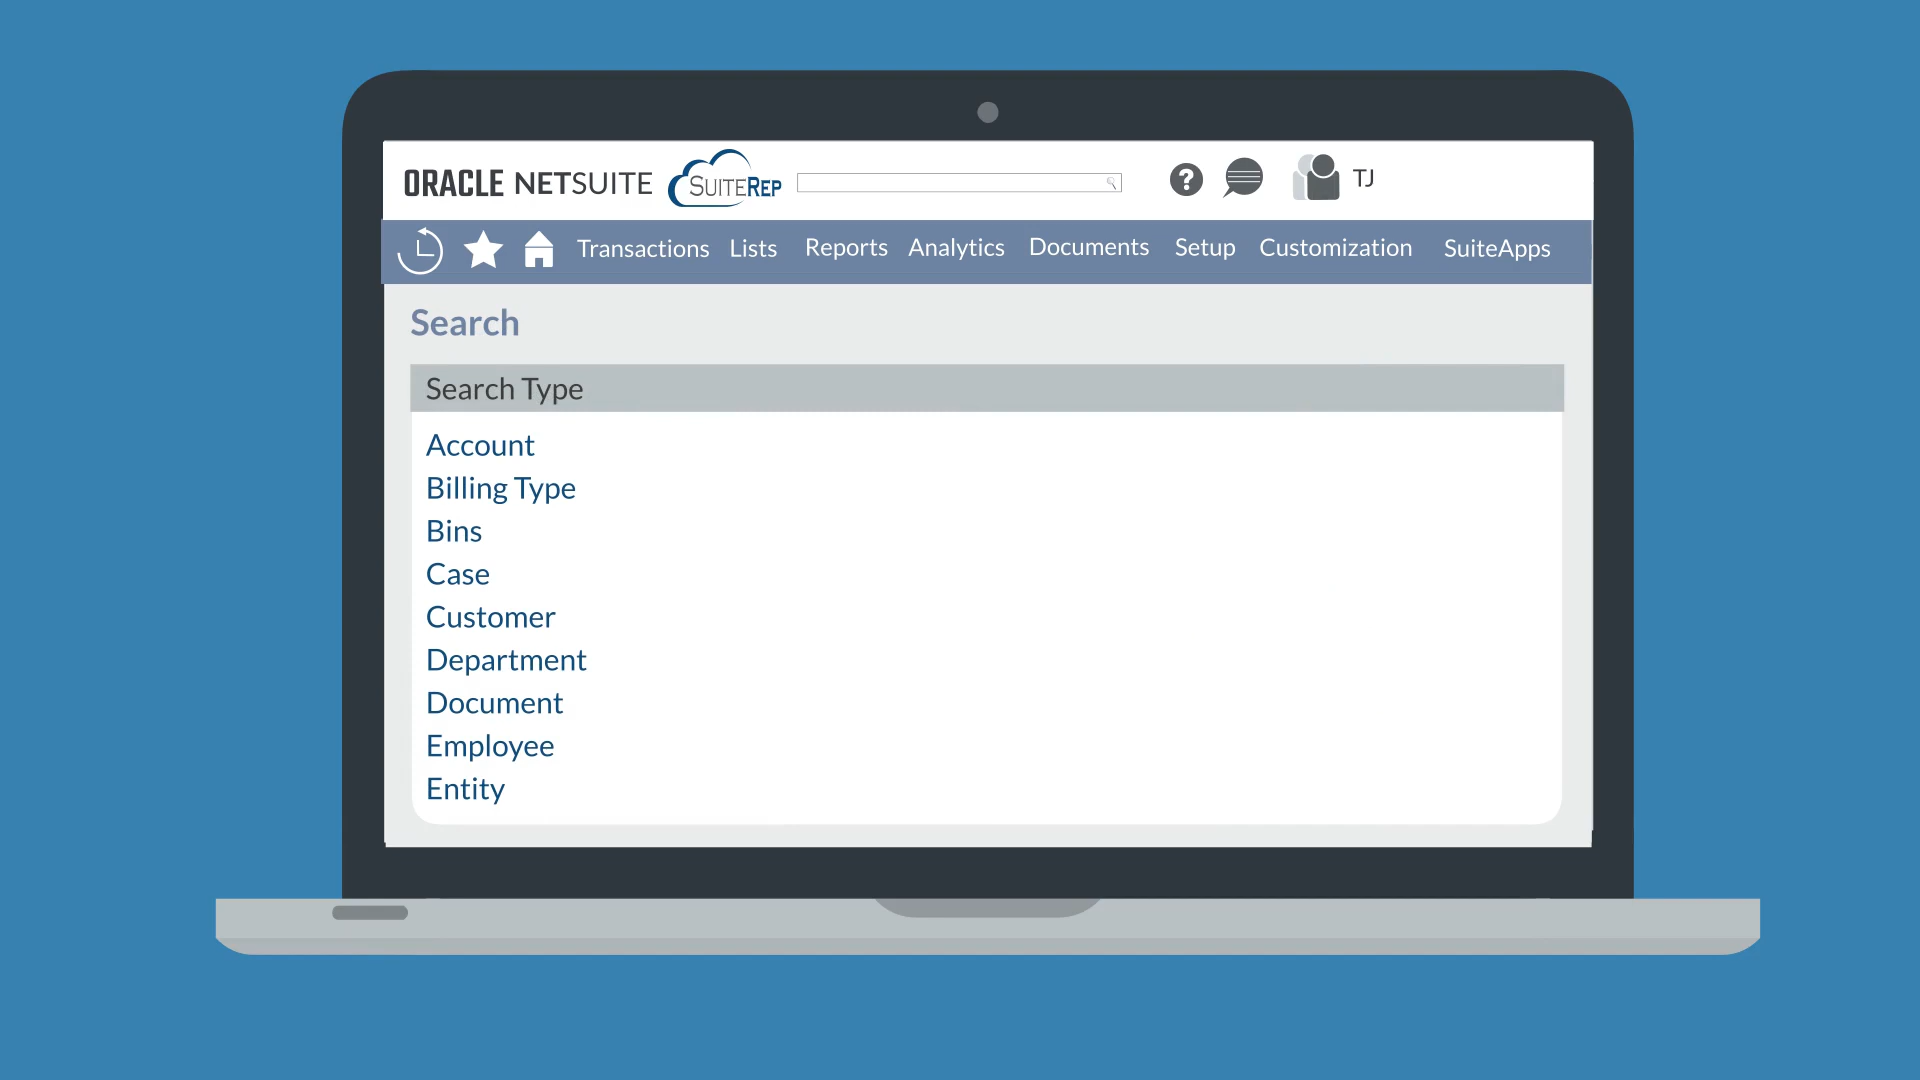 ORACLE NETSUITE SUITEREP ? TJ
Transactions Lists Reports Analytics Documents Setup Customization SuiteApps
Search
Search Type
Account
Billing Type
Bins
Case
Customer
Department
Document
Employee
Entity